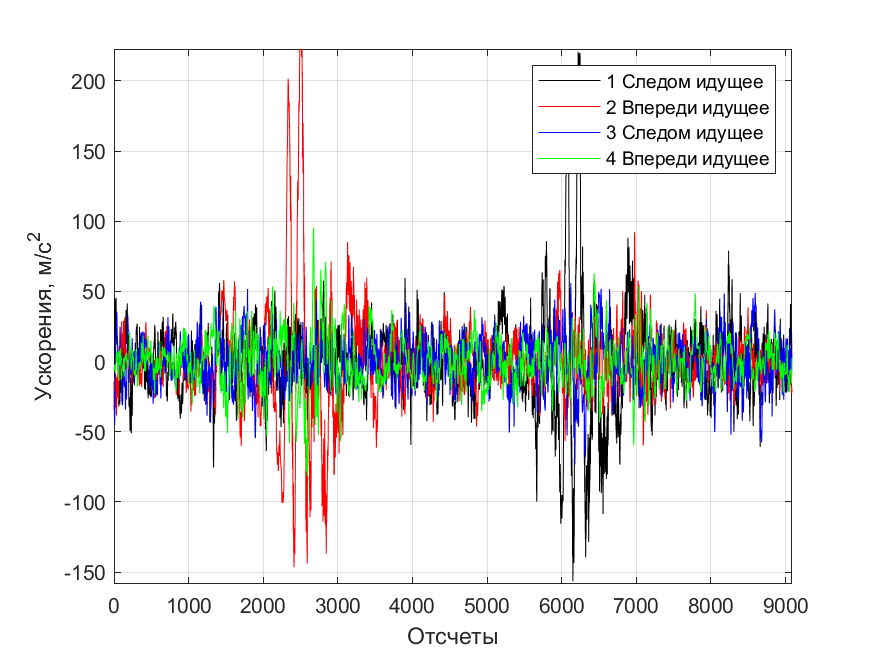 200
150
100
50
0
-50
-100
-150
0 1000 2000 3000 4000 5000 6000 7000 8000 9000
Ускорения, м/с²
Отсчеты
1 Следом идущее
2 Впереди идущее
3 Следом идущее
4 Впереди идущее